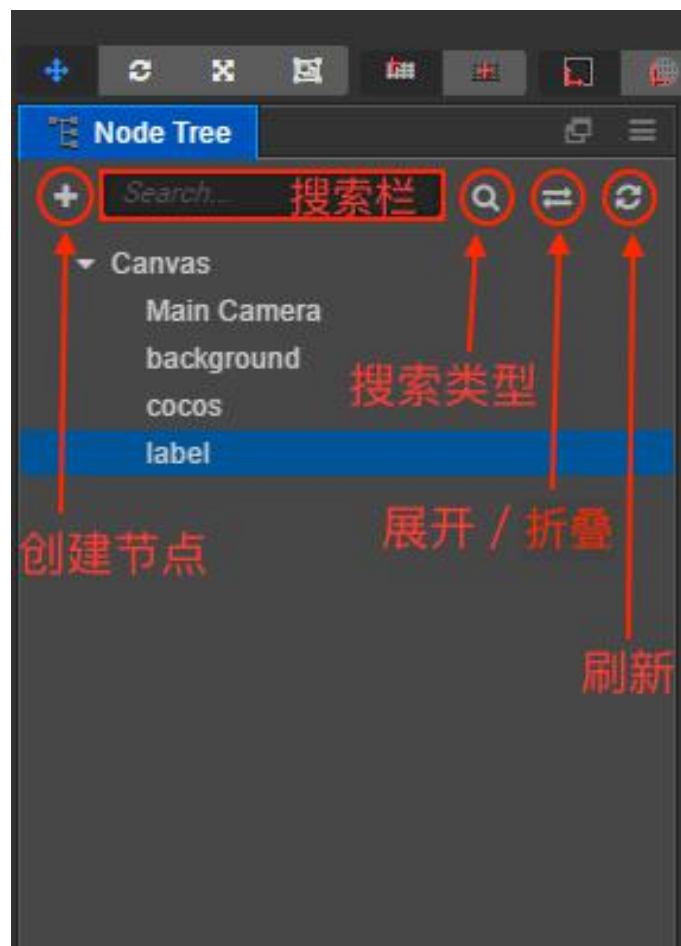 Node Tree
Search... 搜索栏
Canvas
Main Camera
background
搜索类型
cocos
label
展开 / 折叠
创建节点
刷新